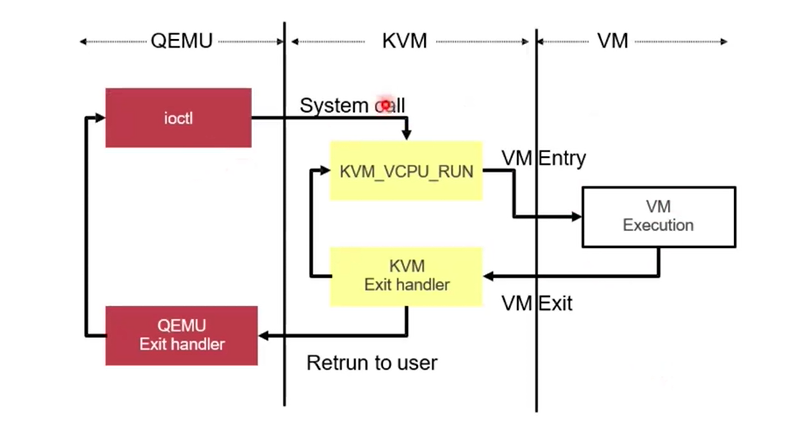 QEMU
KVM
VM
System call
ioctl
KVM_VCPU_RUN
VM Entry
VM
Execution
KVM
Exit handler
VM Exit
QEMU
Exit handler
Retrun to user